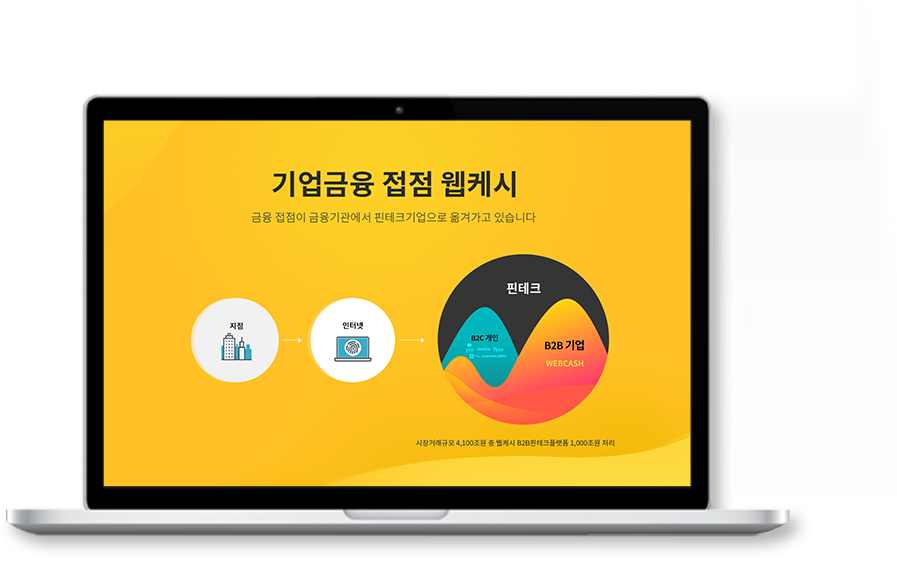 기업금융 접점 웹케시
금융 접점이 금융기관에서 핀테크기업으로 옮겨가고 있습니다
지점
인터넷
핀테크
B2C 개인
pay
toss
B2B 기업
WEBCASH
시장거래규모 4,100조원 중 웹케시 B2B핀테크플랫폼 1,000조원 처리